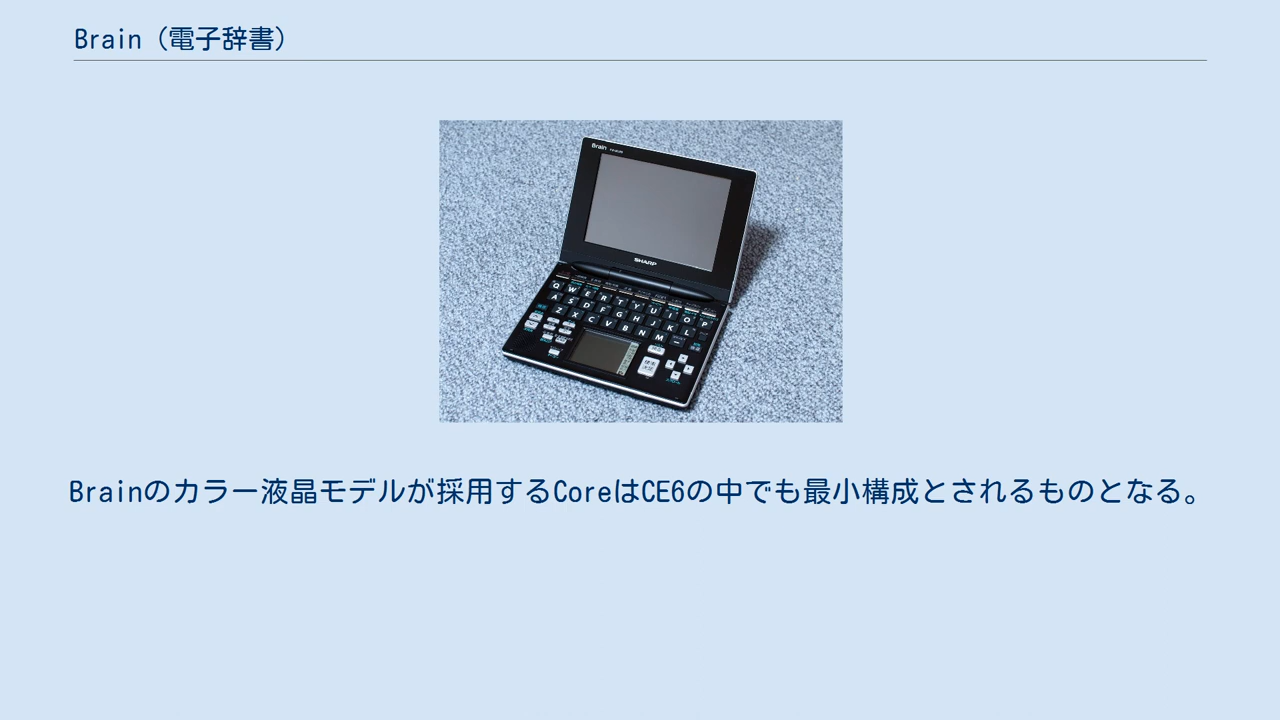 Brain（電子辞書）
Brain
SHARP
Q W E R T Y U I O P
A S D F G H J K L
Z X C V B N M
Brainのカラー液晶モデルが採用するCoreはCE6の中でも最小構成とされるものとなる。